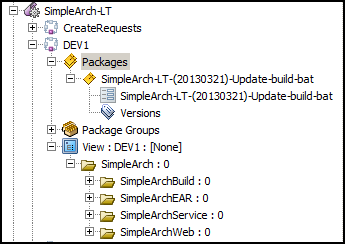 SimpleArch-LT
CreateRequests
DEV1
Packages
SimpleArch-LT-(20130321)-Update-build-bat
SimpleArch-LT-(20130321)-Update-build-bat
Versions
Package Groups
View : DEV1 : [None]
SimpleArch : 0
SimpleArchBuild : 0
SimpleArchEAR : 0
SimpleArchService : 0
SimpleArchWeb : 0